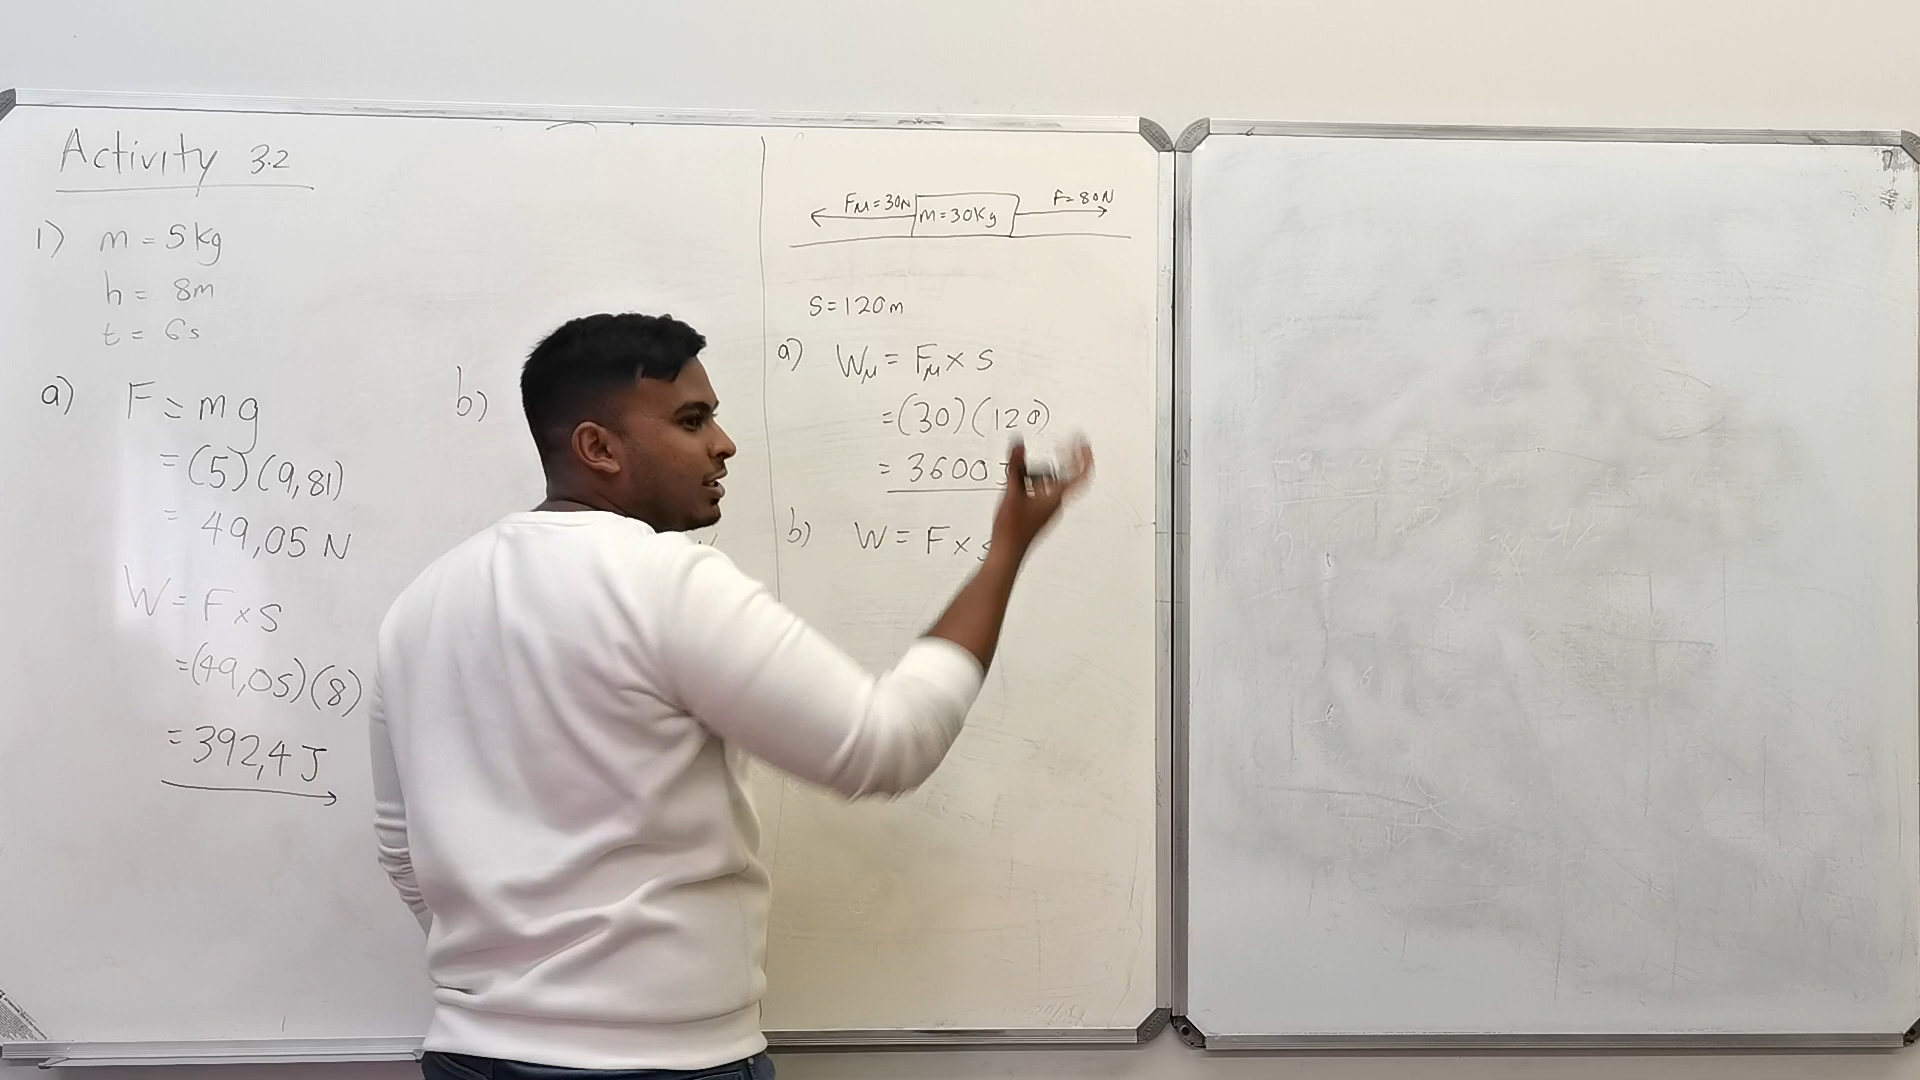 Activity 3.2
1) m = 5kg
h = 8m
t = 6s
a) F = mg
= (5)(9,81)
= 49,05 N
W = F×S
=(49,05)(8)
= 392,4 J
b)
Fμ = 30N m = 30Kg F = 80N
S = 120m
a) Wμ = Fμ × S
= (30)(120)
= 3600 J
b) W = F × S